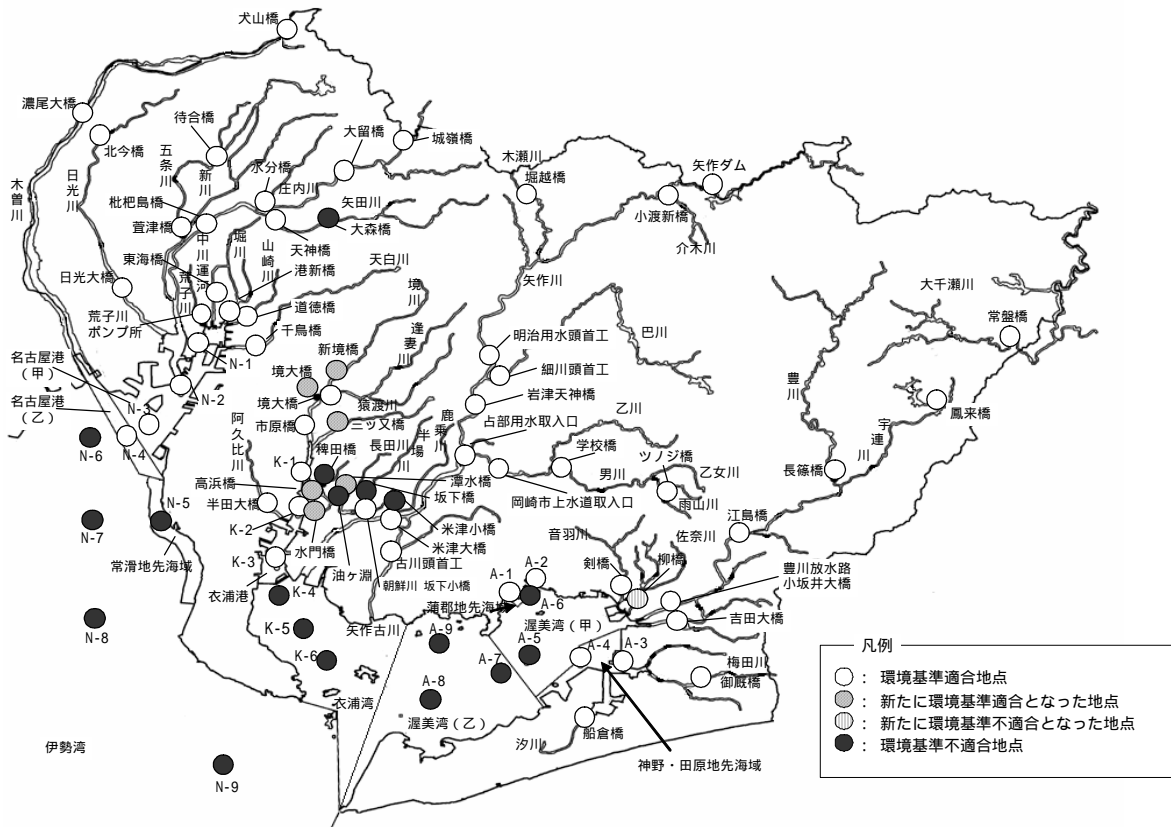 犬山橋
濃尾大橋
北今橋
待合橋
大留橋
城嶺橋
木瀬川
堀越橋
矢作ダム
小渡新橋
介木川
五条川
新川
水分橋
庄内川
矢田川
大森橋
天神橋
日光川
木曽川
枇杷島橋
萱津橋
中川運河
堀川
山崎川
東海橋
荒子川
港新橋
天白川
道徳橋
千鳥橋
日光大橋
荒子川
ポンプ所
矢作川
境川
逢妻川
巴川
大千瀬川
常盤橋
豊川
宇連川
鳳来橋
長篠橋
名古屋港
(甲)
名古屋港
(乙)
N-1
N-2
N-3
N-4
N-5
N-6
N-7
N-8
N-9
新境橋
境大橋
境大橋
猿渡川
市原橋
三ッ又橋
明治用水頭首工
細川頭首工
岩津天神橋
鹿乗川
占部用水取入口
乙川
学校橋
男川
ツノジ橋
乙女川
雨山川
岡崎市上水道取入口
阿久比川
K-1
稗田橋
長田川
半場川
潭水橋
高浜橋
坂下橋
半田大橋
K-2
米津小橋
米津大橋
水門橋
油ヶ淵
朝鮮川 坂下小橋
古川頭首工
K-3
衣浦港
K-4
K-5
K-6
矢作古川
常滑地先海域
衣浦湾
伊勢湾
音羽川
佐奈川
江島橋
剣橋
柳橋
豊川放水路
小坂井大橋
吉田大橋
A-1
A-2
蒲郡地先海域
A-6
渥美湾(甲)
A-9
A-5
A-7
A-4
A-3
A-8
渥美湾(乙)
梅田川
御厩橋
船倉橋
汐川
神野・田原地先海域
凡例
: 環境基準適合地点
: 新たに環境基準適合となった地点
: 新たに環境基準不適合となった地点
: 環境基準不適合地点